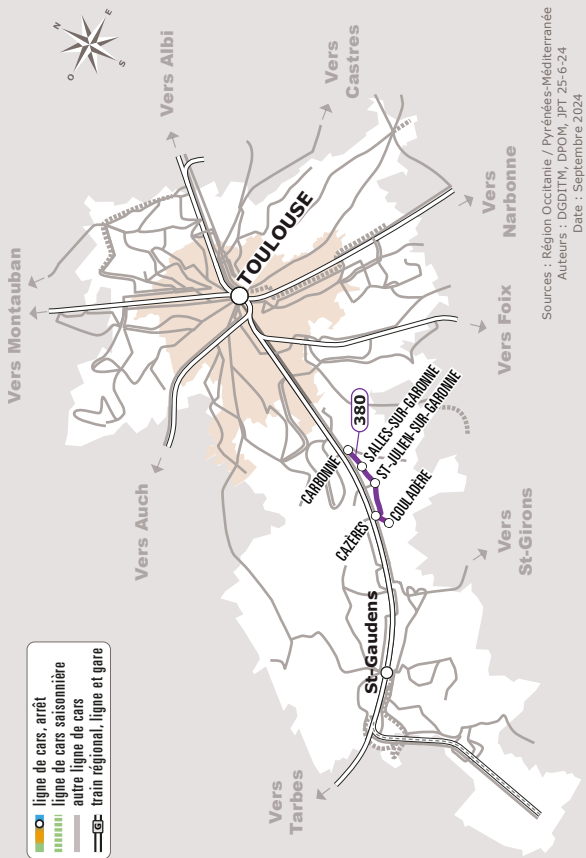 N
E
S
O
Vers Montauban
Vers Albi
Vers
Castres
TOULOUSE
Vers
Narbonne
Vers Foix
Vers Auch
380
CARBONNE
SALLES-SUR-GARONNE
ST-JULIEN-SUR-GARONNE
CAZÈRES
COULADÈRE
Vers
St-Girons
St-Gaudens
Vers
Tarbes
ligne de cars, arrêt
ligne de cars saisonnière
autre ligne de cars
G
train régional, ligne et gare
Sources : Région Occitanie / Pyrénées-Méditerranée
Auteurs : DGDITM, DPOM, JPT 25-6-24
Date : Septembre 2024